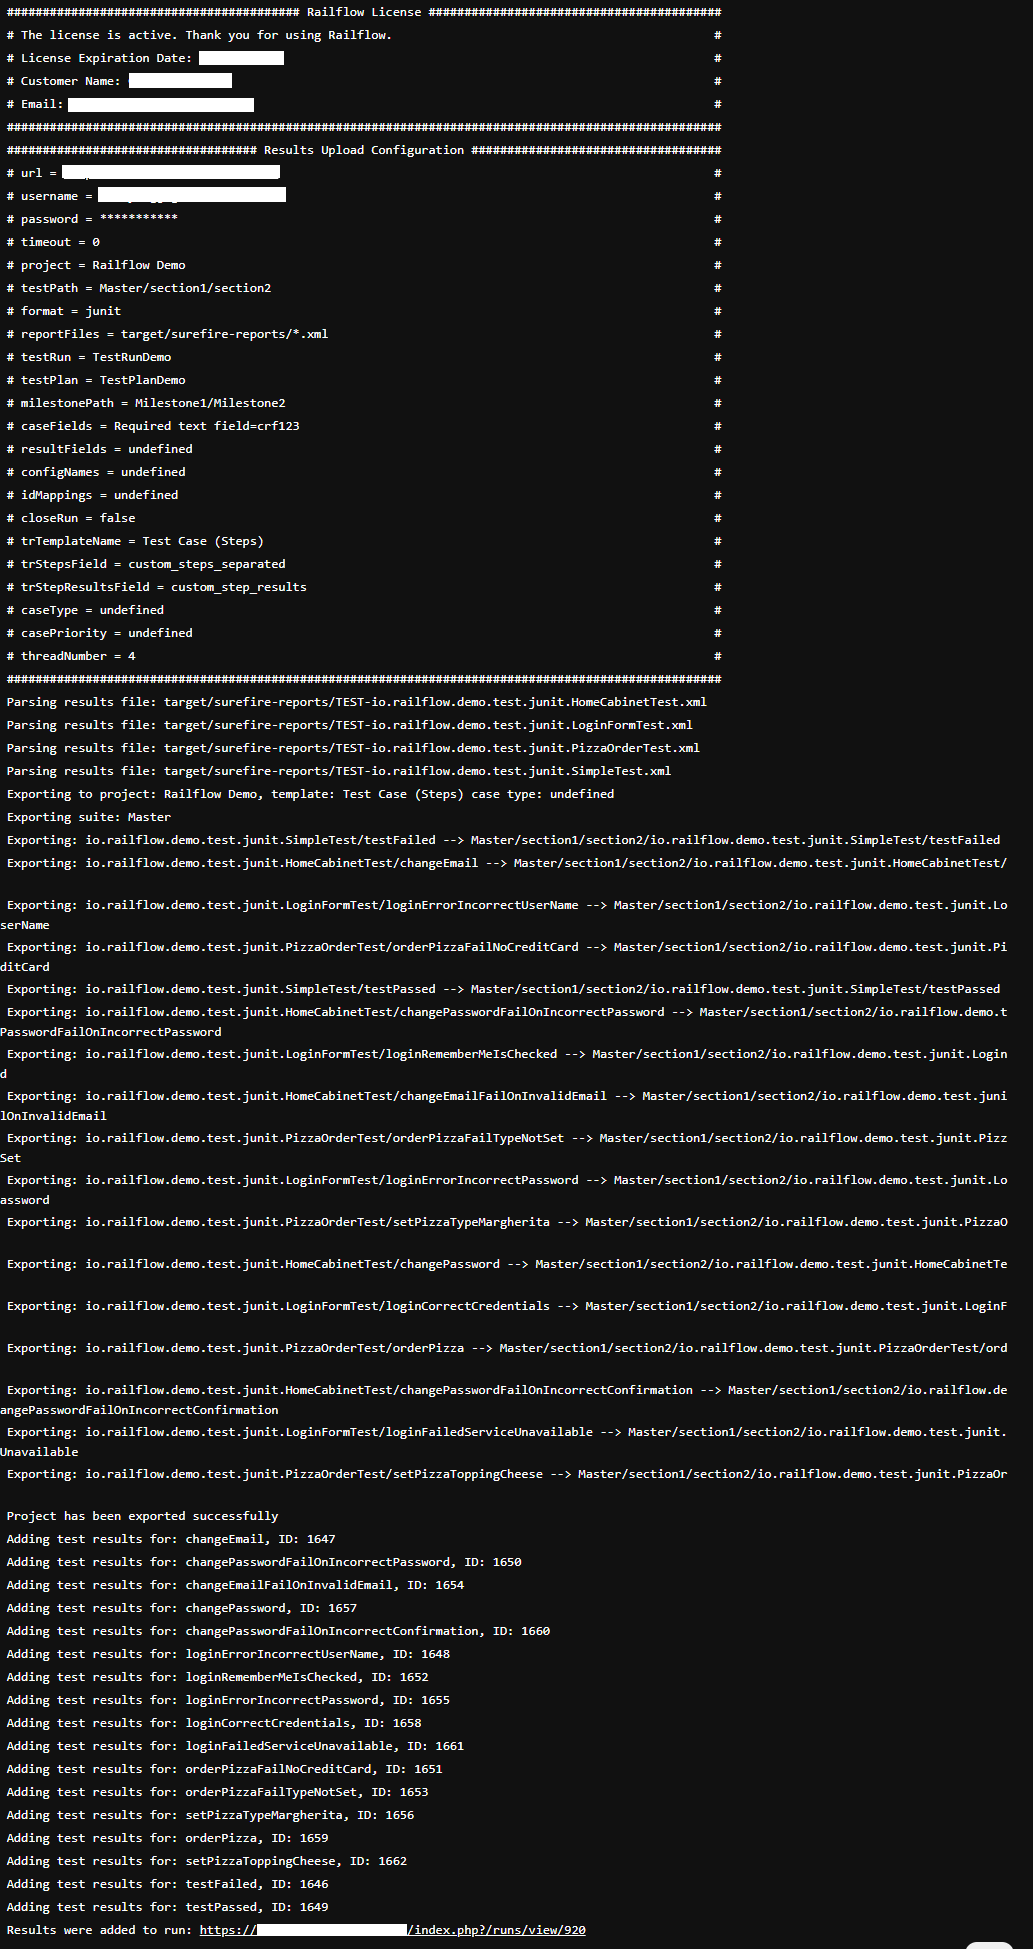 ######################################### Railflow License #########################################
# The license is active. Thank you for using Railflow. #
# License Expiration Date: #
# Customer Name: #
# Email: #
####################################################################################################
################################### Results Upload Configuration ###################################
# url = #
# username = #
# password = *********** #
# timeout = 0 #
# project = Railflow Demo #
# testPath = Master/section1/section2 #
# format = junit #
# reportFiles = target/surefire-reports/*.xml #
# testRun = TestRunDemo #
# testPlan = TestPlanDemo #
# milestonePath = Milestone1/Milestone2 #
# caseFields = Required text field=crf123 #
# resultFields = undefined #
# configNames = undefined #
# idMappings = undefined #
# closeRun = false #
# trTemplateName = Test Case (Steps) #
# trStepsField = custom_steps_separated #
# trStepResultsField = custom_step_results #
# caseType = undefined #
# casePriority = undefined #
# threadNumber = 4 #
####################################################################################################
Parsing results file: target/surefire-reports/TEST-io.railflow.demo.test.junit.HomeCabinetTest.xml
Parsing results file: target/surefire-reports/TEST-io.railflow.demo.test.junit.LoginFormTest.xml
Parsing results file: target/surefire-reports/TEST-io.railflow.demo.test.junit.PizzaOrderTest.xml
Parsing results file: target/surefire-reports/TEST-io.railflow.demo.test.junit.SimpleTest.xml
Exporting to project: Railflow Demo, template: Test Case (Steps) case type: undefined
Exporting suite: Master
Exporting: io.railflow.demo.test.junit.SimpleTest/testFailed --> Master/section1/section2/io.railflow.demo.test.junit.SimpleTest/testFailed
Exporting: io.railflow.demo.test.junit.HomeCabinetTest/changeEmail --> Master/section1/section2/io.railflow.demo.test.junit.HomeCabinetTest/
Exporting: io.railflow.demo.test.junit.LoginFormTest/loginErrorIncorrectUserName --> Master/section1/section2/io.railflow.demo.test.junit.Lo
serName
Exporting: io.railflow.demo.test.junit.PizzaOrderTest/orderPizzaFailNoCreditCard --> Master/section1/section2/io.railflow.demo.test.junit.Pi
ditCard
Exporting: io.railflow.demo.test.junit.SimpleTest/testPassed --> Master/section1/section2/io.railflow.demo.test.junit.SimpleTest/testPassed
Exporting: io.railflow.demo.test.junit.HomeCabinetTest/changePasswordFailOnIncorrectPassword --> Master/section1/section2/io.railflow.demo.t
PasswordFailOnIncorrectPassword
Exporting: io.railflow.demo.test.junit.LoginFormTest/loginRememberMeIsChecked --> Master/section1/section2/io.railflow.demo.test.junit.Login
d
Exporting: io.railflow.demo.test.junit.HomeCabinetTest/changeEmailFailOnInvalidEmail --> Master/section1/section2/io.railflow.demo.test.juni
lOnInvalidEmail
Exporting: io.railflow.demo.test.junit.PizzaOrderTest/orderPizzaFailTypeNotSet --> Master/section1/section2/io.railflow.demo.test.junit.Pizz
Set
Exporting: io.railflow.demo.test.junit.LoginFormTest/loginErrorIncorrectPassword --> Master/section1/section2/io.railflow.demo.test.junit.Lo
assword
Exporting: io.railflow.demo.test.junit.PizzaOrderTest/setPizzaTypeMargherita --> Master/section1/section2/io.railflow.demo.test.junit.PizzaO
Exporting: io.railflow.demo.test.junit.HomeCabinetTest/changePassword --> Master/section1/section2/io.railflow.demo.test.junit.HomeCabinetTe
Exporting: io.railflow.demo.test.junit.LoginFormTest/loginCorrectCredentials --> Master/section1/section2/io.railflow.demo.test.junit.LoginF
Exporting: io.railflow.demo.test.junit.PizzaOrderTest/orderPizza --> Master/section1/section2/io.railflow.demo.test.junit.PizzaOrderTest/ord
Exporting: io.railflow.demo.test.junit.HomeCabinetTest/changePasswordFailOnIncorrectConfirmation --> Master/section1/section2/io.railflow.de
angePasswordFailOnIncorrectConfirmation
Exporting: io.railflow.demo.test.junit.LoginFormTest/loginFailedServiceUnavailable --> Master/section1/section2/io.railflow.demo.test.junit.
Unavailable
Exporting: io.railflow.demo.test.junit.PizzaOrderTest/setPizzaToppingCheese --> Master/section1/section2/io.railflow.demo.test.junit.PizzaOr
Project has been exported successfully
Adding test results for: changeEmail, ID: 1647
Adding test results for: changePasswordFailOnIncorrectPassword, ID: 1650
Adding test results for: changeEmailFailOnInvalidEmail, ID: 1654
Adding test results for: changePassword, ID: 1657
Adding test results for: changePasswordFailOnIncorrectConfirmation, ID: 1660
Adding test results for: loginErrorIncorrectUserName, ID: 1648
Adding test results for: loginRememberMeIsChecked, ID: 1652
Adding test results for: loginErrorIncorrectPassword, ID: 1655
Adding test results for: loginCorrectCredentials, ID: 1658
Adding test results for: loginFailedServiceUnavailable, ID: 1661
Adding test results for: orderPizzaFailNoCreditCard, ID: 1651
Adding test results for: orderPizzaFailTypeNotSet, ID: 1653
Adding test results for: setPizzaTypeMargherita, ID: 1656
Adding test results for: orderPizza, ID: 1659
Adding test results for: setPizzaToppingCheese, ID: 1662
Adding test results for: testFailed, ID: 1646
Adding test results for: testPassed, ID: 1649
Results were added to run: https:// /index.php?/runs/view/920